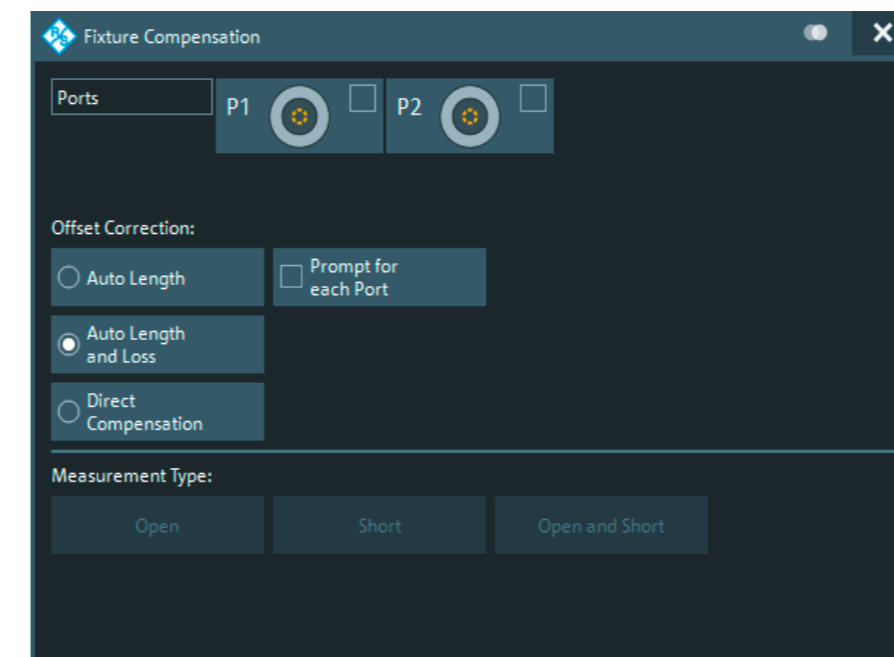 R&S Fixture Compensation
Ports
P1
P2
Offset Correction:
Auto Length
Prompt for
each Port
Auto Length
and Loss
Direct
Compensation
Measurement Type:
Open
Short
Open and Short